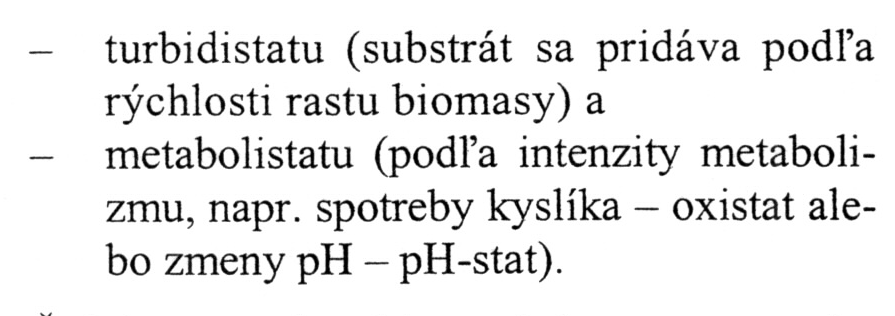 – turbidistatu (substrát sa pridáva podľa
rýchlosti rastu biomasy) a
– metabolistatu (podľa intenzity metaboli-
zmu, napr. spotreby kyslíka – oxistat ale-
bo zmeny pH – pH-stat).